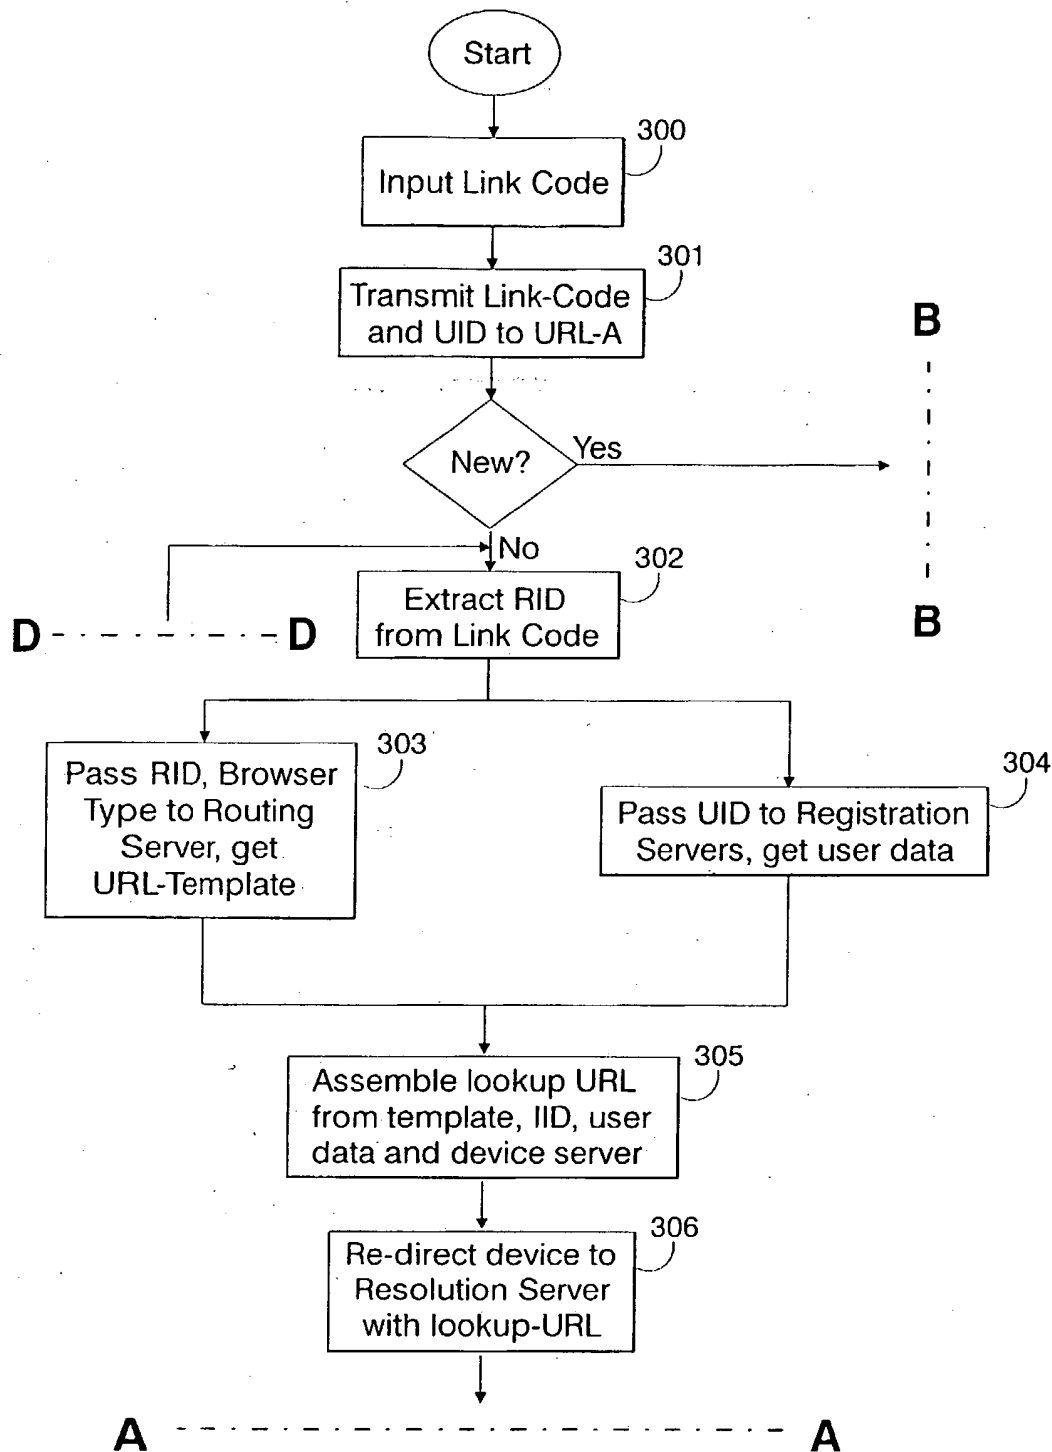 Start
300
Input Link Code
301
Transmit Link-Code
and UID to URL-A
B
New?
Yes
No
302
Extract RID
from Link Code
B
D
D
303
Pass RID, Browser
Type to Routing
Server, get
URL-Template
304
Pass UID to Registration
Servers, get user data
305
Assemble lookup URL
from template, IID, user
data and device server
306
Re-direct device to
Resolution Server
with lookup-URL
A
A